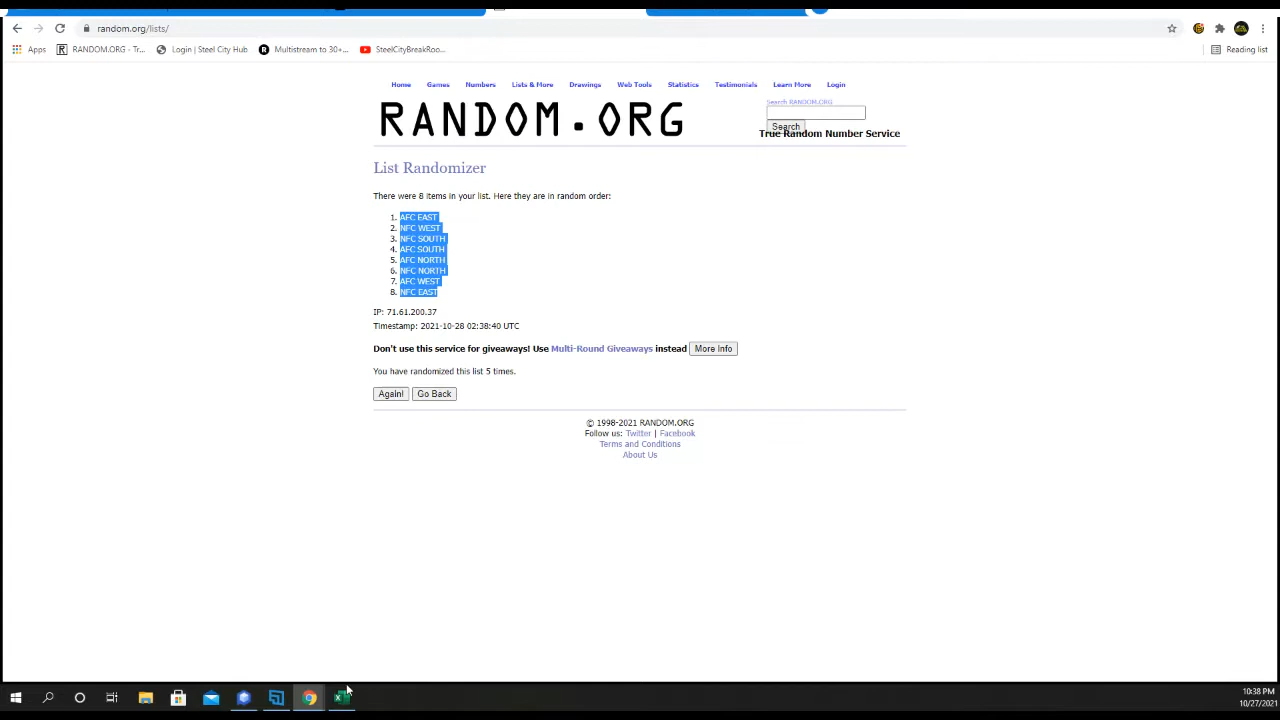 random.org/lists/
Apps
RANDOM.ORG - Tr...
Login | Steel City Hub
Multistream to 30+...
SteelCityBreakRoo...
Reading list
Home Games Numbers Lists & More Drawings Web Tools Statistics Testimonials Learn More Login
RANDOM.ORG
Search RANDOM.ORG
Search
True Random Number Service
List Randomizer
There were 8 items in your list. Here they are in random order:
1. AFC EAST
2. NFC WEST
3. NFC SOUTH
4. AFC SOUTH
5. AFC NORTH
6. NFC NORTH
7. AFC WEST
8. NFC EAST
IP: 71.61.200.37
Timestamp: 2021-10-28 02:38:40 UTC
Don't use this service for giveaways! Use Multi-Round Giveaways instead More Info
You have randomized this list 5 times.
Again! Go Back
© 1998-2021 RANDOM.ORG
Follow us: Twitter | Facebook
Terms and Conditions
About Us
10:38 PM
10/27/2021